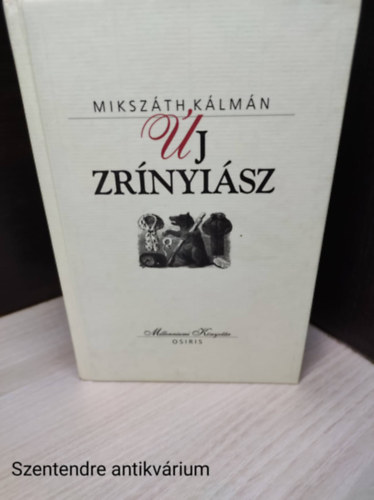 MIKSZÁTH KÁLMÁN
ÚJ
ZRÍNYIÁSZ
Millenniumi Könyvtár
OSIRIS
Szentendre antikvárium